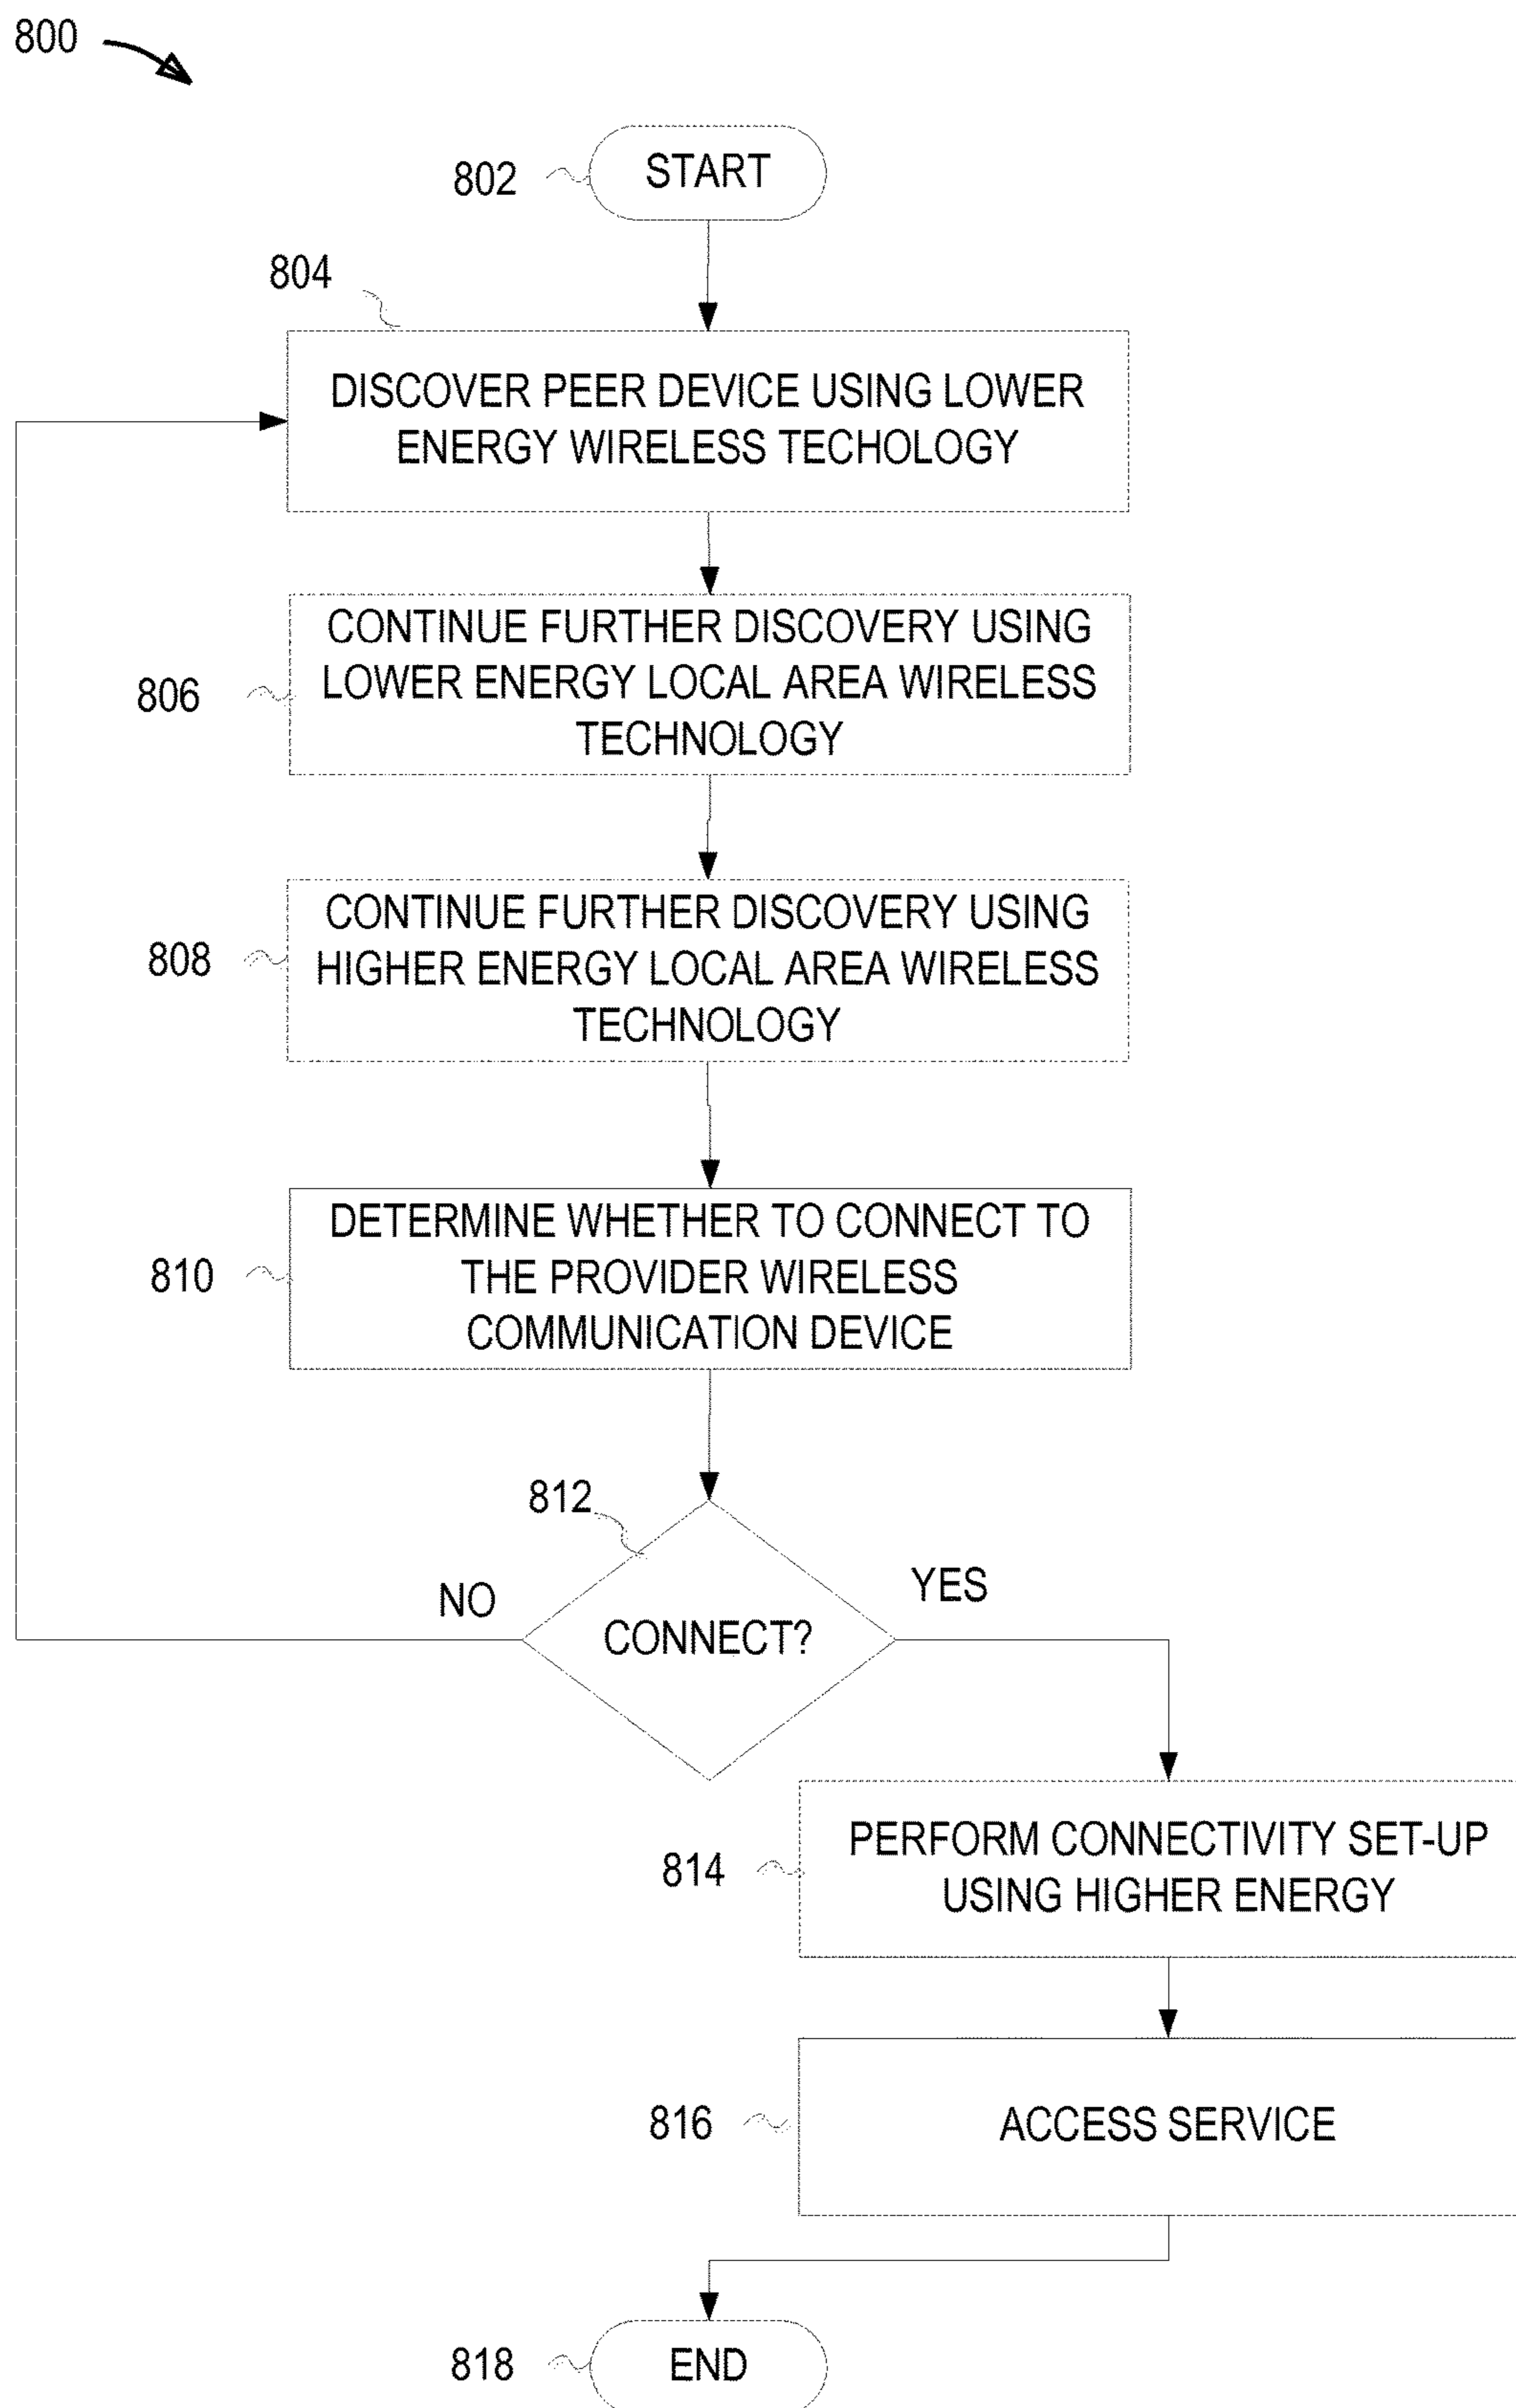 800
802
START
804
DISCOVER PEER DEVICE USING LOWER
ENERGY WIRELESS TECHOLOGY
806
CONTINUE FURTHER DISCOVERY USING
LOWER ENERGY LOCAL AREA WIRELESS
TECHNOLOGY
808
CONTINUE FURTHER DISCOVERY USING
HIGHER ENERGY LOCAL AREA WIRELESS
TECHNOLOGY
810
DETERMINE WHETHER TO CONNECT TO
THE PROVIDER WIRELESS
COMMUNICATION DEVICE
812
NO
YES
CONNECT?
814
PERFORM CONNECTIVITY SET-UP
USING HIGHER ENERGY
816
ACCESS SERVICE
818
END